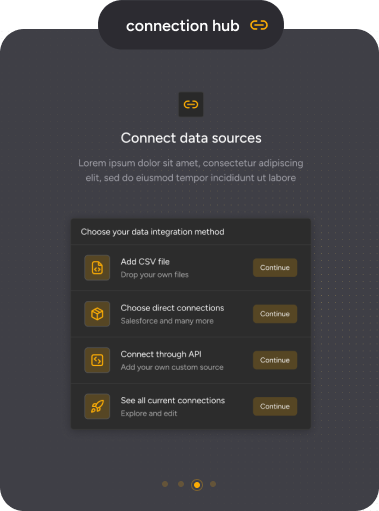 connection hub
Connect data sources
Lorem ipsum dolor sit amet, consectetur adipiscing
elit, sed do eiusmod tempor incididunt ut labore
Choose your data integration method
Add CSV file
Drop your own files
Continue
Choose direct connections
Salesforce and many more
Continue
Connect through API
Add your own custom source
Continue
See all current connections
Explore and edit
Continue